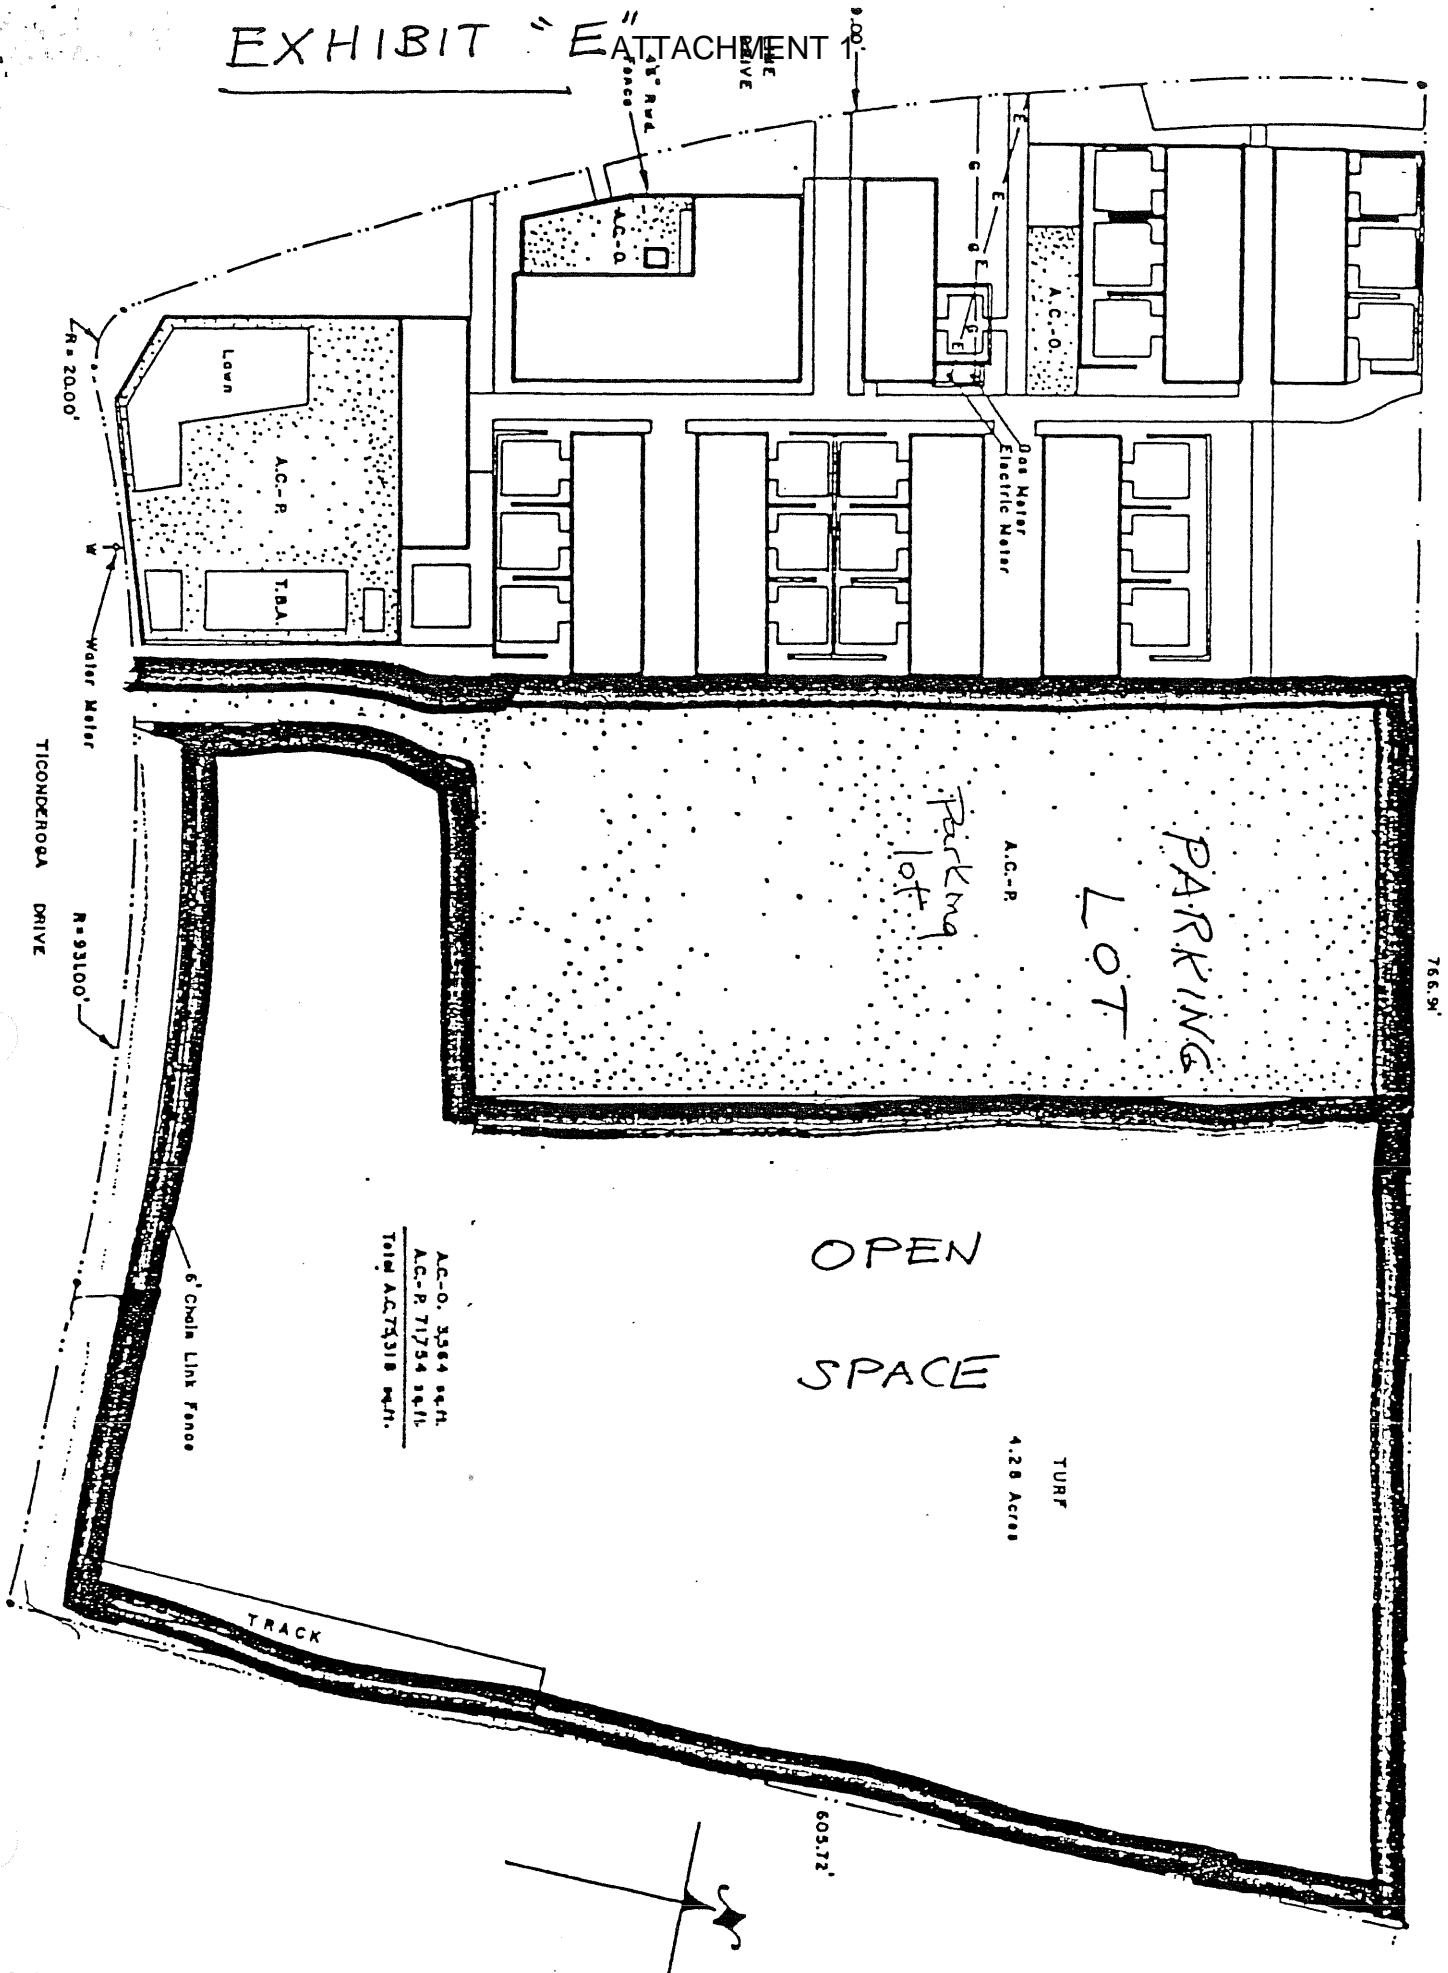 EXHIBIT "E"
ATTACHMENT 1
Fence
R= 20.00'
Lawn
A.C.-O.
A.C.-O.
G
G
G
E
E
E
E
Gas Meter
Electric Meter
A.C.-P.
T.B.A.
W
Water Meter
TICONDEROGA DRIVE
R= 931.00'
PARKING
LOT
A.C.-P.
Parking
lot
766.94'
OPEN
SPACE
TURF
4.28 Acres
A.C.-O. 3,564 sq.ft.
A.C.-P. 71,754 sq.ft.
Total A.C. 75,318 sq.ft.
6' Chain Link Fence
TRACK
605.72'